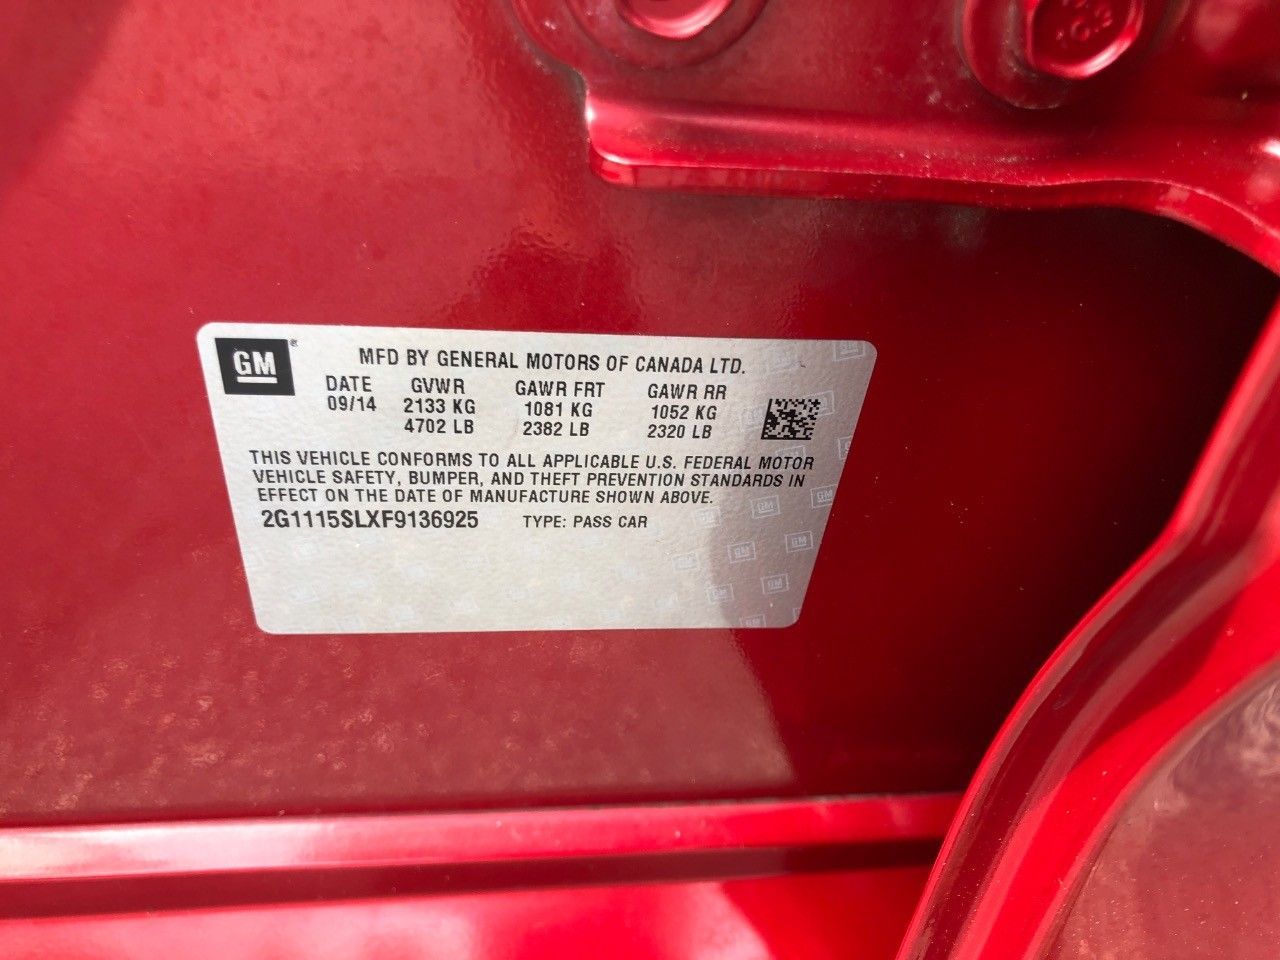 GM®
MFD BY GENERAL MOTORS OF CANADA LTD.
DATE GVWR GAWR FRT GAWR RR
09/14 2133 KG 1081 KG 1052 KG
4702 LB 2382 LB 2320 LB
THIS VEHICLE CONFORMS TO ALL APPLICABLE U.S. FEDERAL MOTOR
VEHICLE SAFETY, BUMPER, AND THEFT PREVENTION STANDARDS IN
EFFECT ON THE DATE OF MANUFACTURE SHOWN ABOVE.
2G1115SLXF9136925 TYPE: PASS CAR